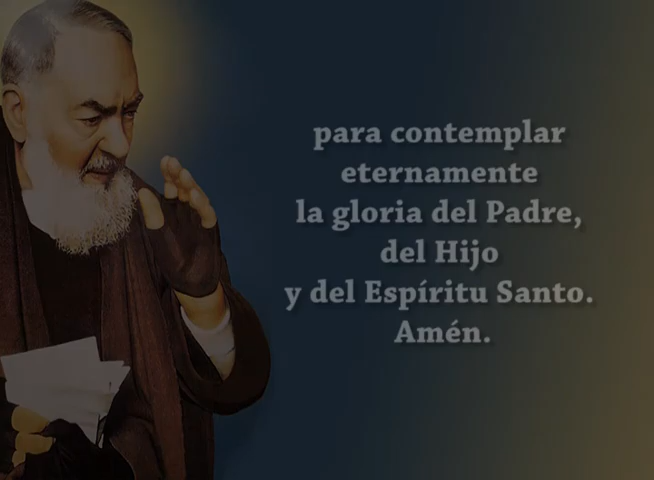 para contemplar
eternamente
la gloria del Padre,
del Hijo
y del Espíritu Santo.
Amén.